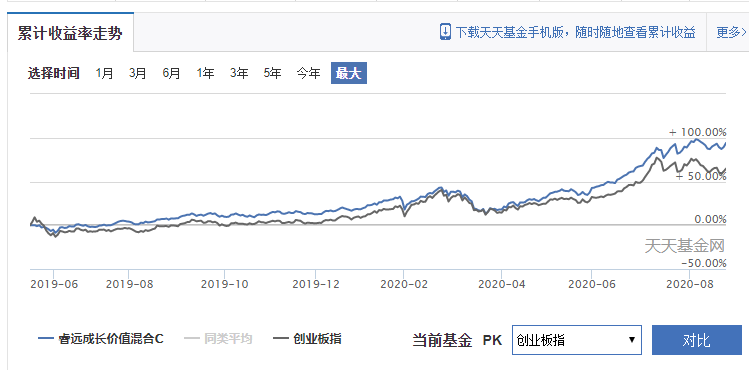 累计收益率走势
下载天天基金手机版，随时随地查看累计收益
更多>
选择时间 1月 3月 6月 1年 3年 5年 今年 最大
+ 100.00%
+ 50.00%
0.00%
天天基金网
-50.00%
2019-06 2019-08 2019-10 2019-12 2020-02 2020-04 2020-06 2020-08
睿远成长价值混合C 同类平均 创业板指 当前基金 PK 创业板指 对比